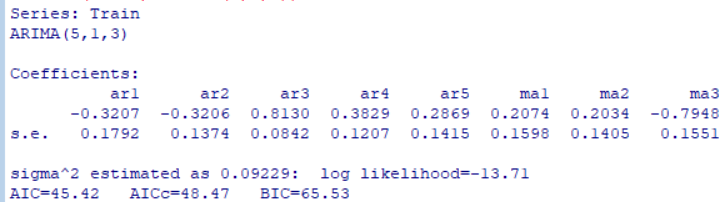 Series: Train
ARIMA(5,1,3)
Coefficients:
ar1 ar2 ar3 ar4 ar5 ma1 ma2 ma3
-0.3207 -0.3206 0.8130 0.3829 0.2869 0.2074 0.2034 -0.7948
s.e. 0.1792 0.1374 0.0842 0.1207 0.1415 0.1598 0.1405 0.1551
sigma^2 estimated as 0.09229: log likelihood=-13.71
AIC=45.42 AICc=48.47 BIC=65.53